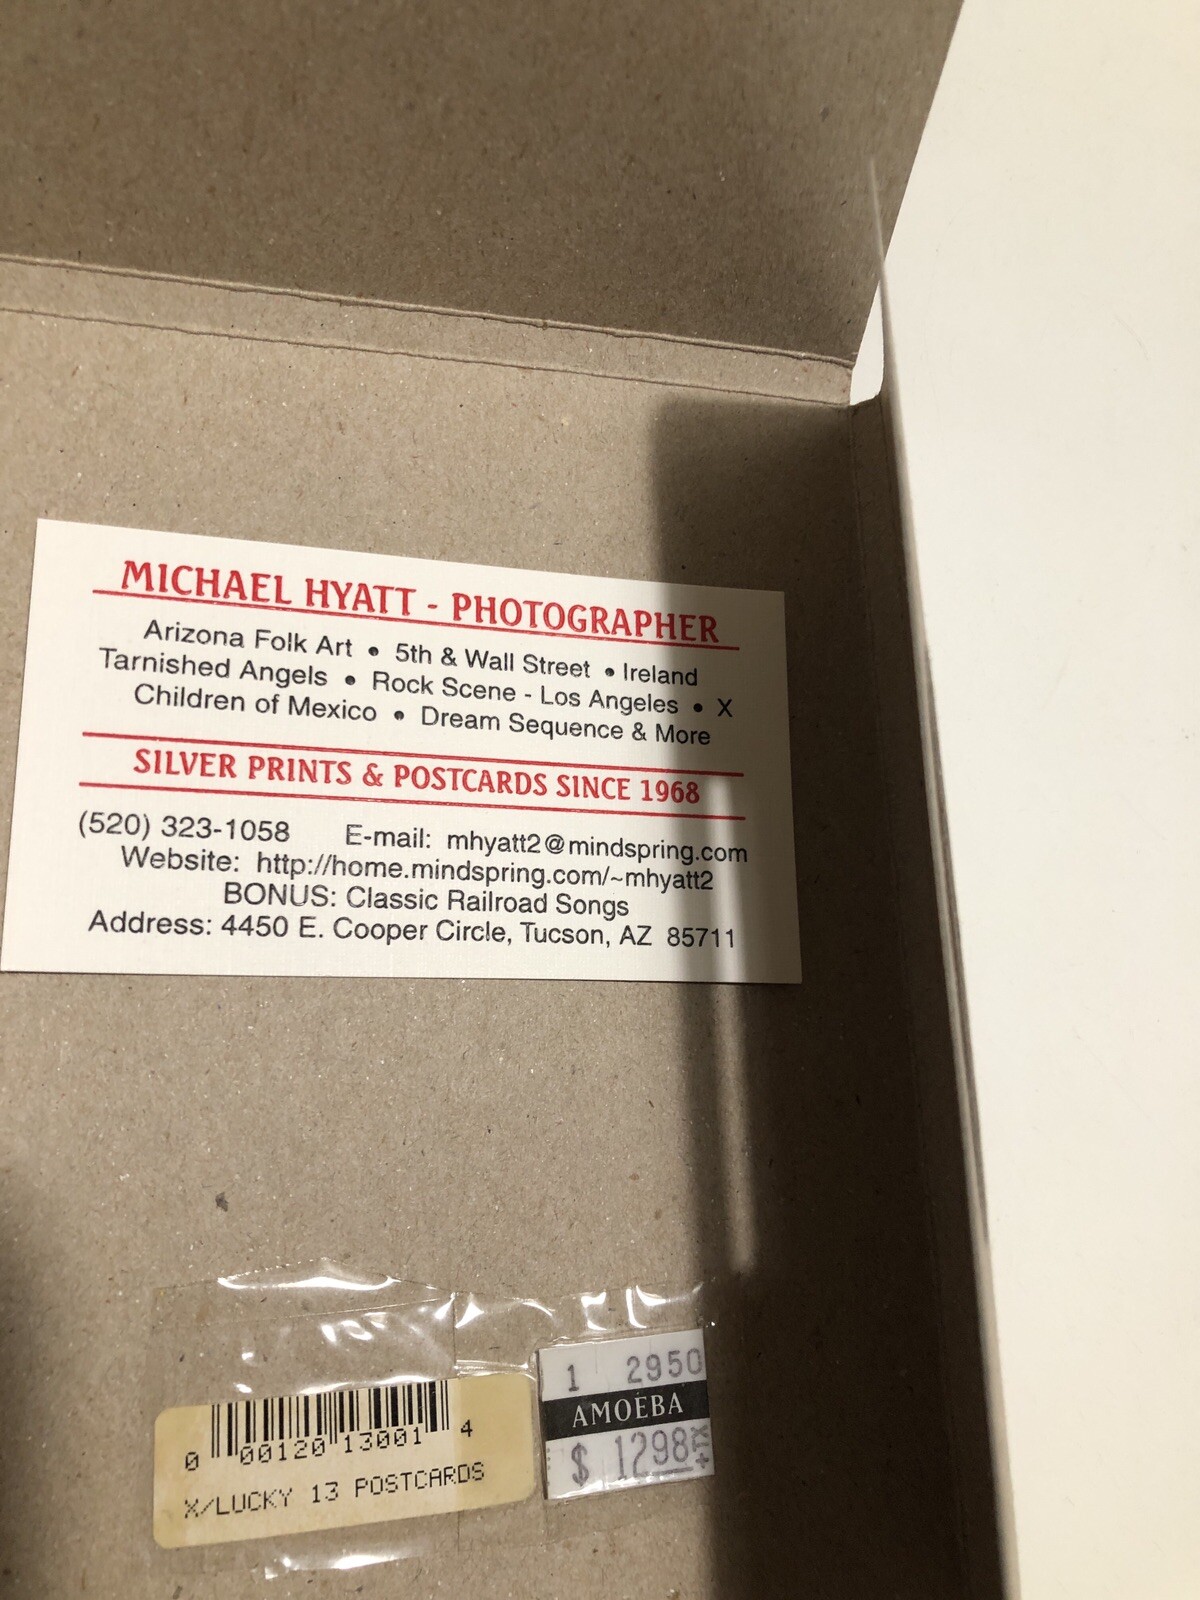 MICHAEL HYATT - PHOTOGRAPHER
Arizona Folk Art • 5th & Wall Street • Ireland
Tarnished Angels • Rock Scene - Los Angeles • X
Children of Mexico • Dream Sequence & More
SILVER PRINTS & POSTCARDS SINCE 1968
(520) 323-1058 E-mail: mhyatt2@mindspring.com
Website: http://home.mindspring.com/~mhyatt2
BONUS: Classic Railroad Songs
Address: 4450 E. Cooper Circle, Tucson, AZ 85711
0 00120 13001 4
X/LUCKY 13 POSTCARDS
1 2950
AMOEBA
$ 1298 +TX